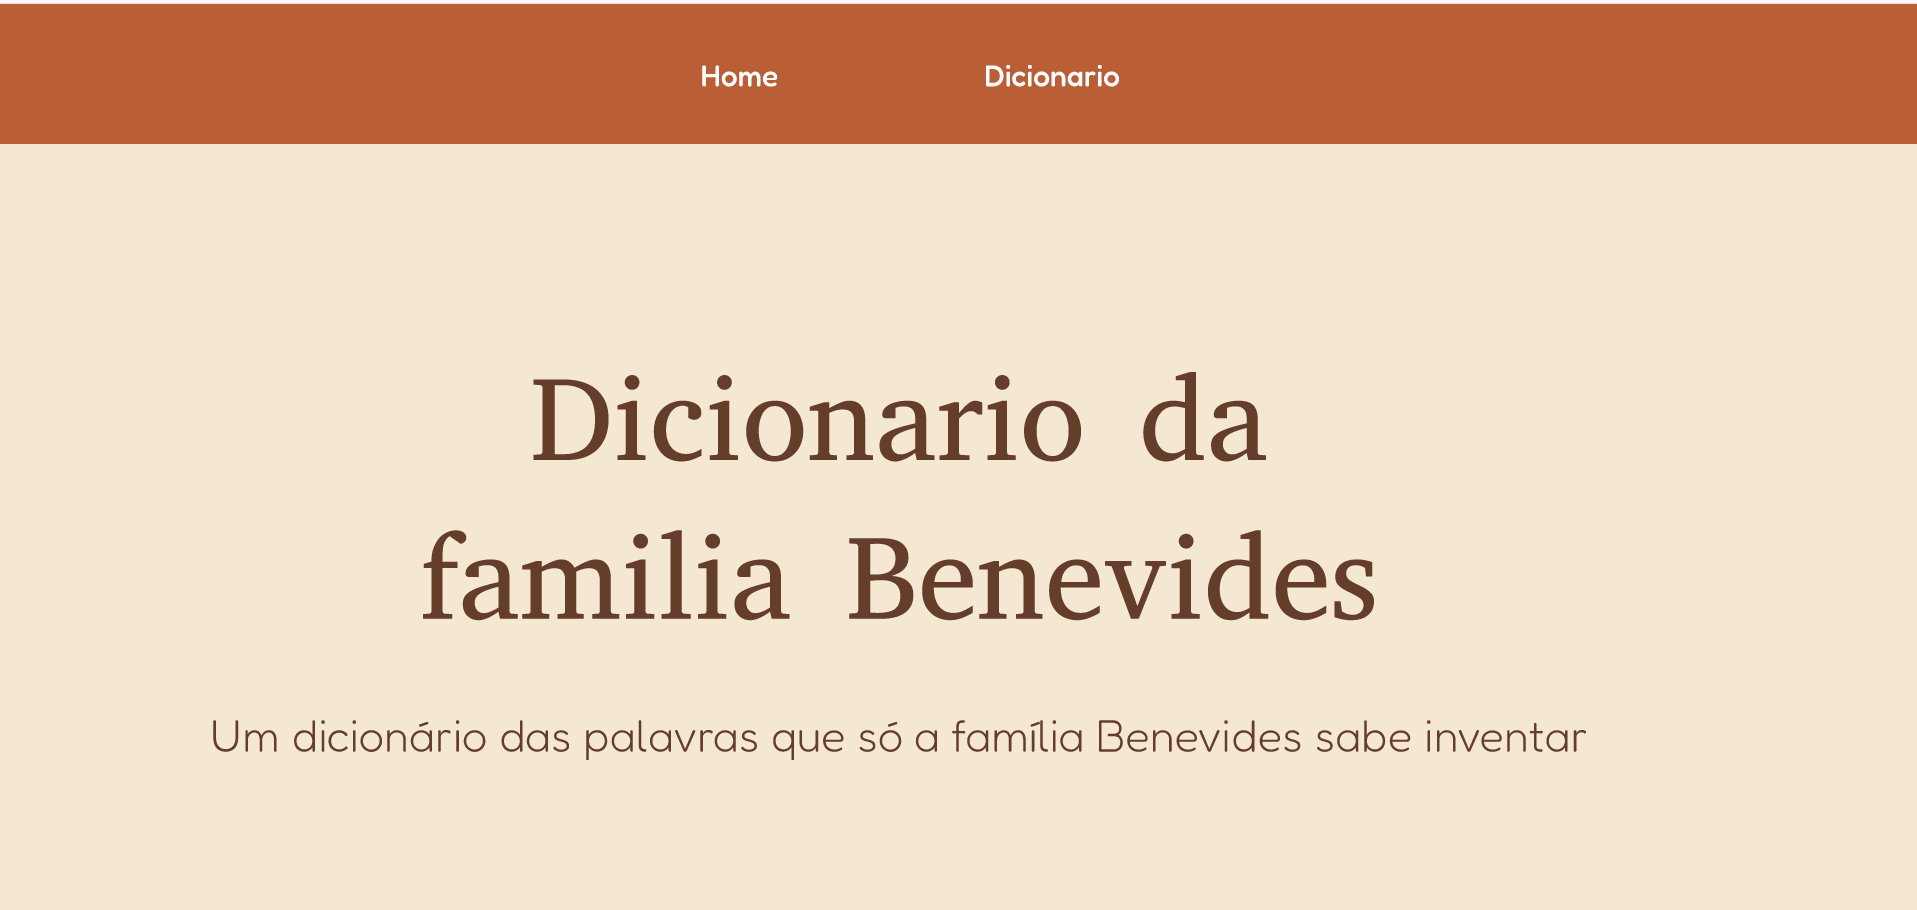 Home Dicionario
Dicionario da
familia Benevides
Um dicionário das palavras que só a família Benevides sabe inventar